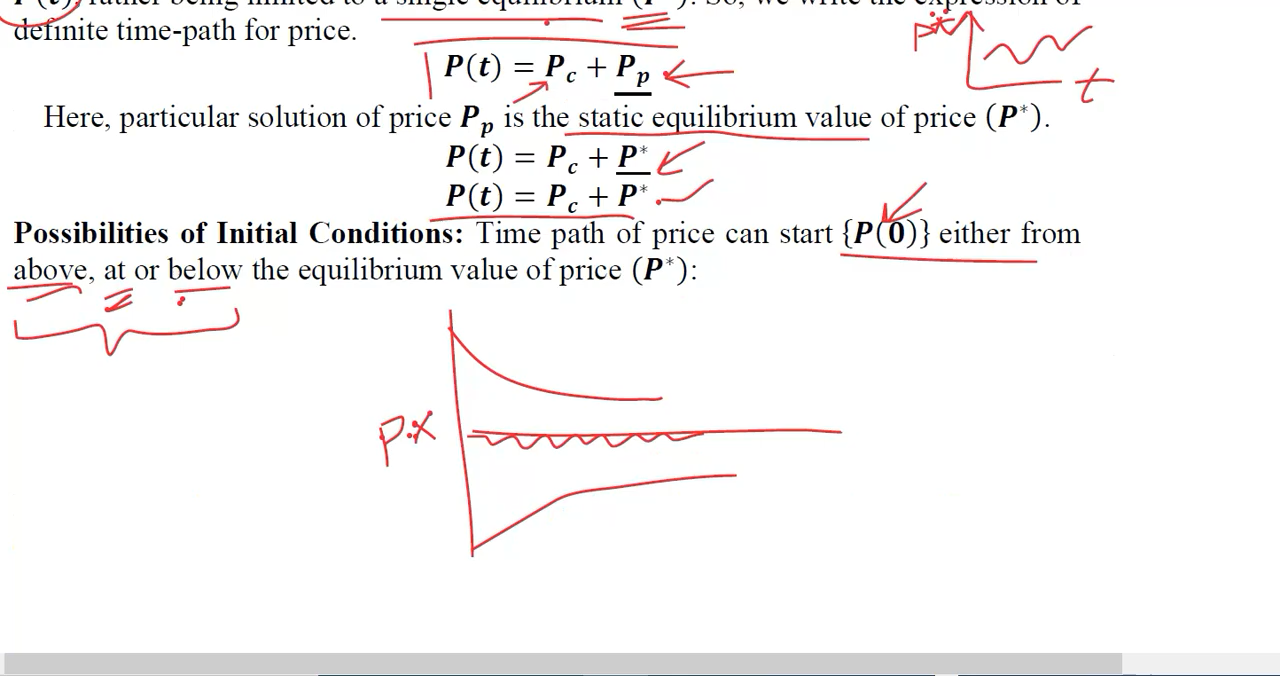 definite time-path for price.
P(t) = P_c + P_p
P*
t
Here, particular solution of price P_p is the static equilibrium value of price (P*).
P(t) = P_c + P*
P(t) = P_c + P*
Possibilities of Initial Conditions: Time path of price can start {P(0)} either from
above, at or below the equilibrium value of price (P*):
P*